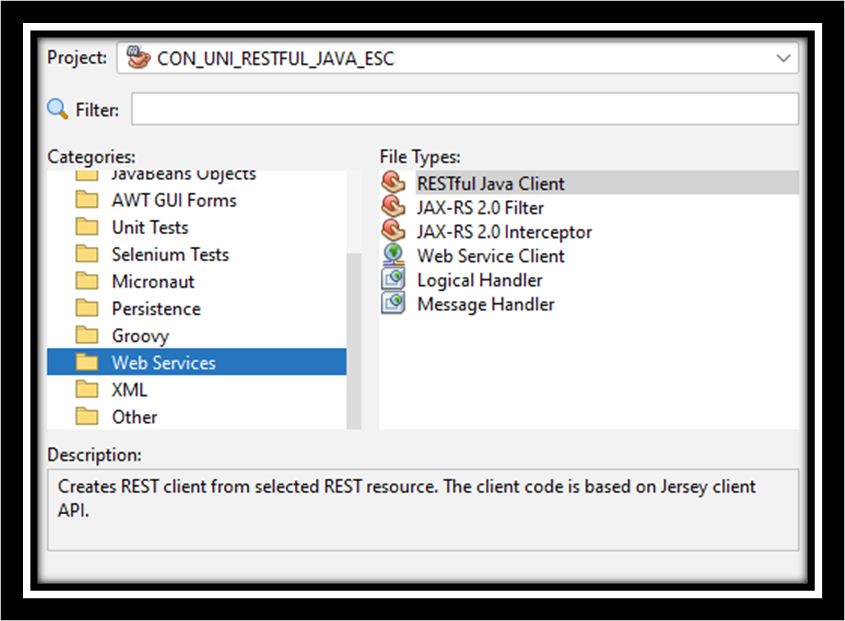 Project: CON_UNI_RESTFUL_JAVA_ESC
Filter:
Categories:
JavaBeans Objects
AWT GUI Forms
Unit Tests
Selenium Tests
Micronaut
Persistence
Groovy
Web Services
XML
Other
File Types:
RESTful Java Client
JAX-RS 2.0 Filter
JAX-RS 2.0 Interceptor
Web Service Client
Logical Handler
Message Handler
Description:
Creates REST client from selected REST resource. The client code is based on Jersey client
API.